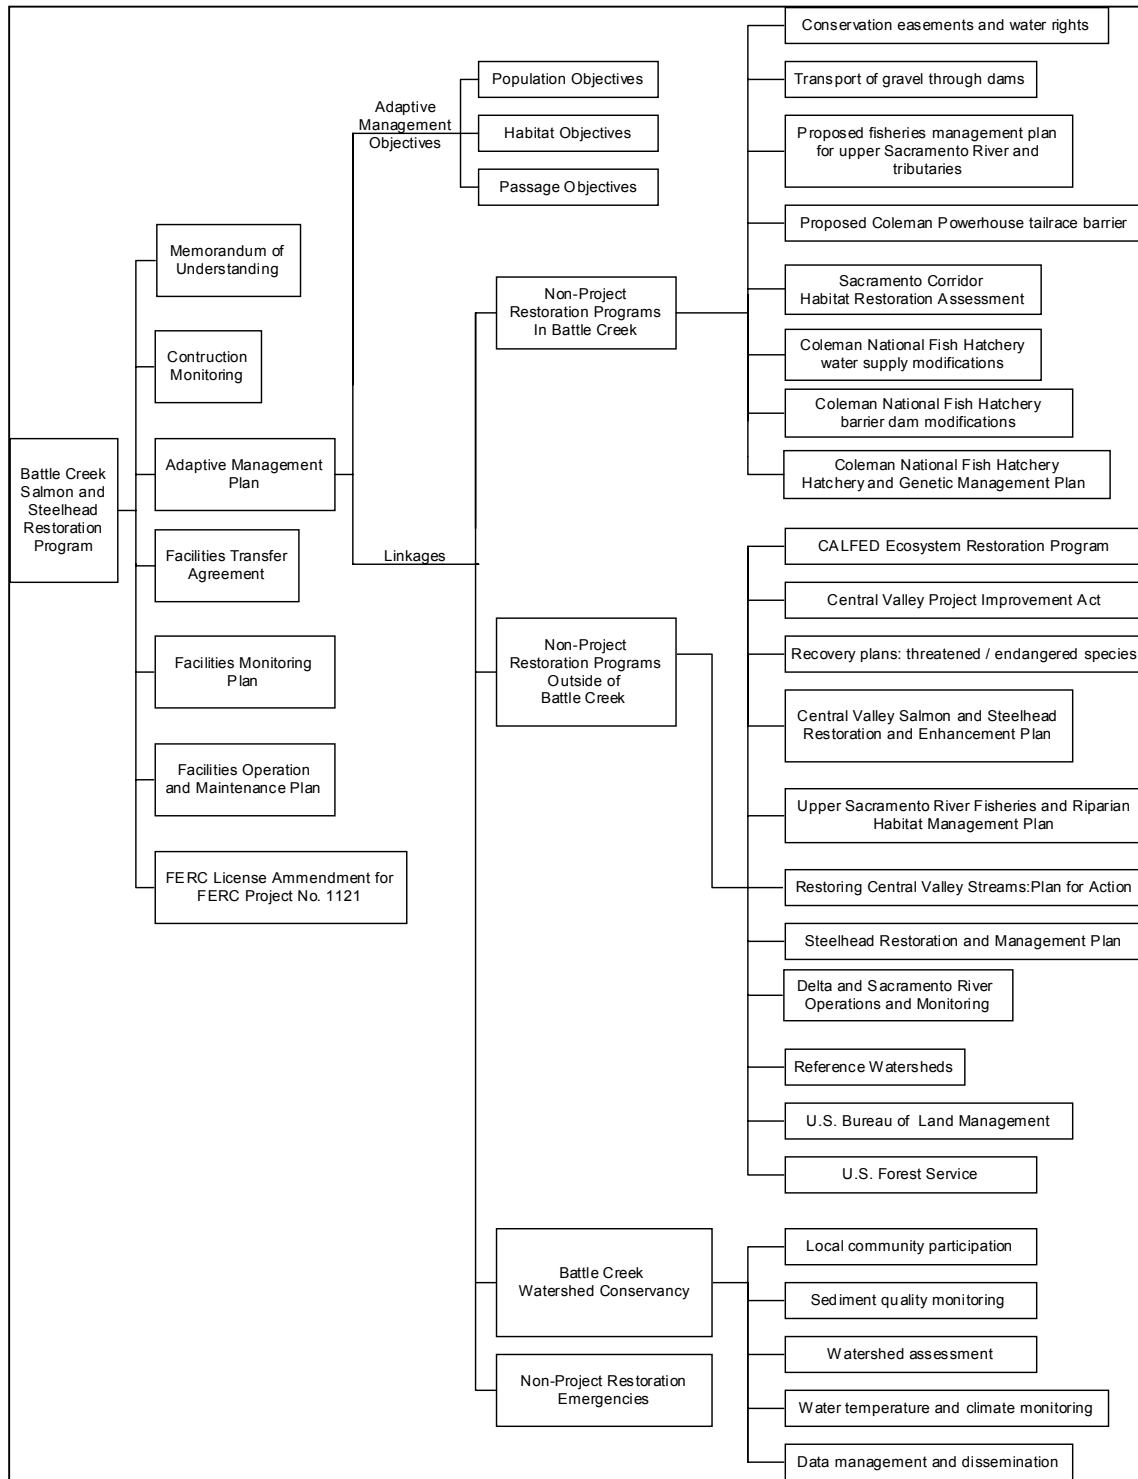 Battle Creek
Salmon and
Steelhead
Restoration
Program
Memorandum of
Understanding
Contruction
Monitoring
Adaptive Management
Plan
Facilities Transfer
Agreement
Facilities Monitoring
Plan
Facilities Operation
and Maintenance Plan
FERC License Ammendment for
FERC Project No. 1121
Adaptive
Management
Objectives
Population Objectives
Habitat Objectives
Passage Objectives
Linkages
Non-Project
Restoration Programs
In Battle Creek
Conservation easements and water rights
Transport of gravel through dams
Proposed fisheries management plan
for upper Sacramento River and
tributaries
Proposed Coleman Powerhouse tailrace barrier
Sacramento Corridor
Habitat Restoration Assessment
Coleman National Fish Hatchery
water supply modifications
Coleman National Fish Hatchery
barrier dam modifications
Coleman National Fish Hatchery
Hatchery and Genetic Management Plan
Non-Project
Restoration Programs
Outside of
Battle Creek
CALFED Ecosystem Restoration Program
Central Valley Project Improvement Act
Recovery plans: threatened / endangered species
Central Valley Salmon and Steelhead
Restoration and Enhancement Plan
Upper Sacramento River Fisheries and Riparian
Habitat Management Plan
Restoring Central Valley Streams:Plan for Action
Steelhead Restoration and Management Plan
Delta and Sacramento River
Operations and Monitoring
Reference Watersheds
U.S. Bureau of Land Management
U.S. Forest Service
Battle Creek
Watershed Conservancy
Local community participation
Sediment quality monitoring
Watershed assessment
Water temperature and climate monitoring
Data management and dissemination
Non-Project Restoration
Emergencies